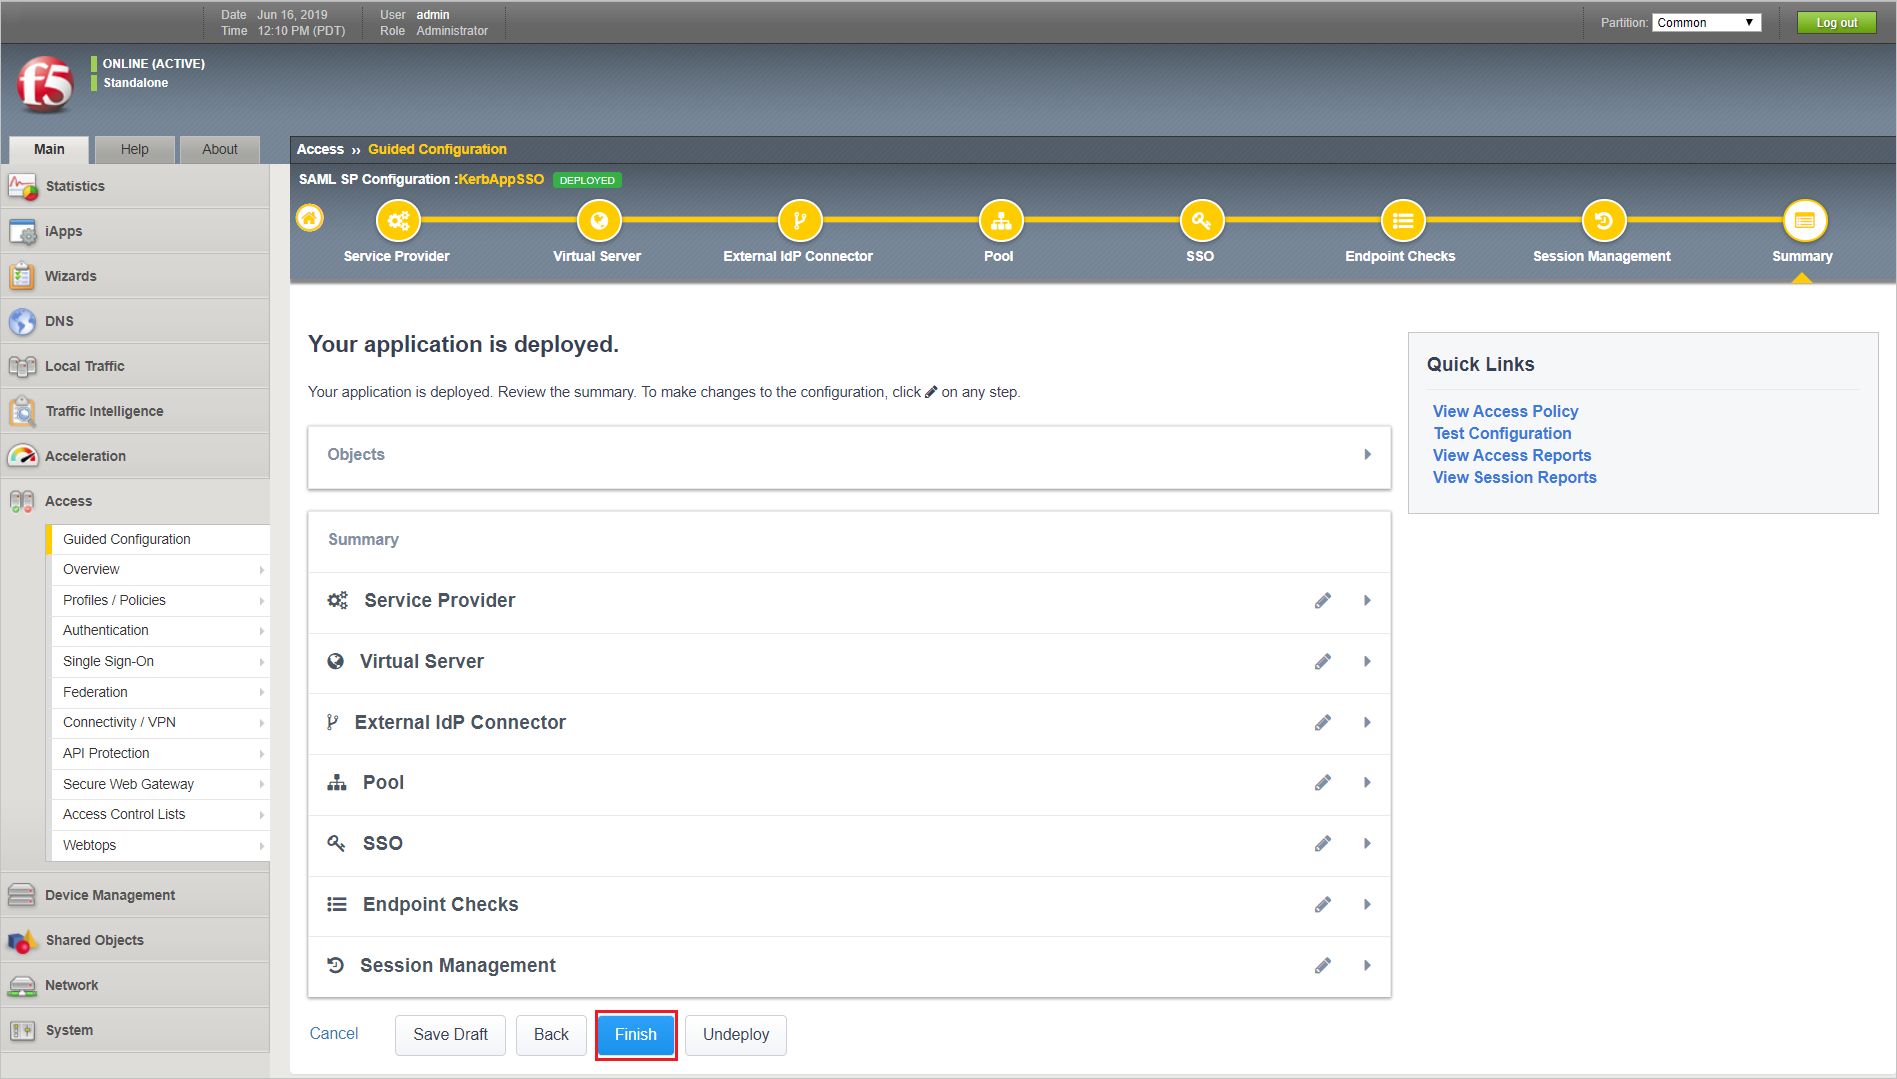 Date Jun 16, 2019
Time 12:10 PM (PDT)
User admin
Role Administrator
Partition: Common
Log out
f5
ONLINE (ACTIVE)
Standalone
Main
Help
About
Statistics
iApps
Wizards
DNS
Local Traffic
Traffic Intelligence
Acceleration
Access
Guided Configuration
Overview
Profiles / Policies
Authentication
Single Sign-On
Federation
Connectivity / VPN
API Protection
Secure Web Gateway
Access Control Lists
Webtops
Device Management
Shared Objects
Network
System
Access ›› Guided Configuration
SAML SP Configuration :KerbAppSSO DEPLOYED
Service Provider
Virtual Server
External IdP Connector
Pool
SSO
Endpoint Checks
Session Management
Summary
Your application is deployed.
Your application is deployed. Review the summary. To make changes to the configuration, click on any step.
Objects
Summary
Service Provider
Virtual Server
External IdP Connector
Pool
SSO
Endpoint Checks
Session Management
Cancel
Save Draft
Back
Finish
Undeploy
Quick Links
View Access Policy
Test Configuration
View Access Reports
View Session Reports